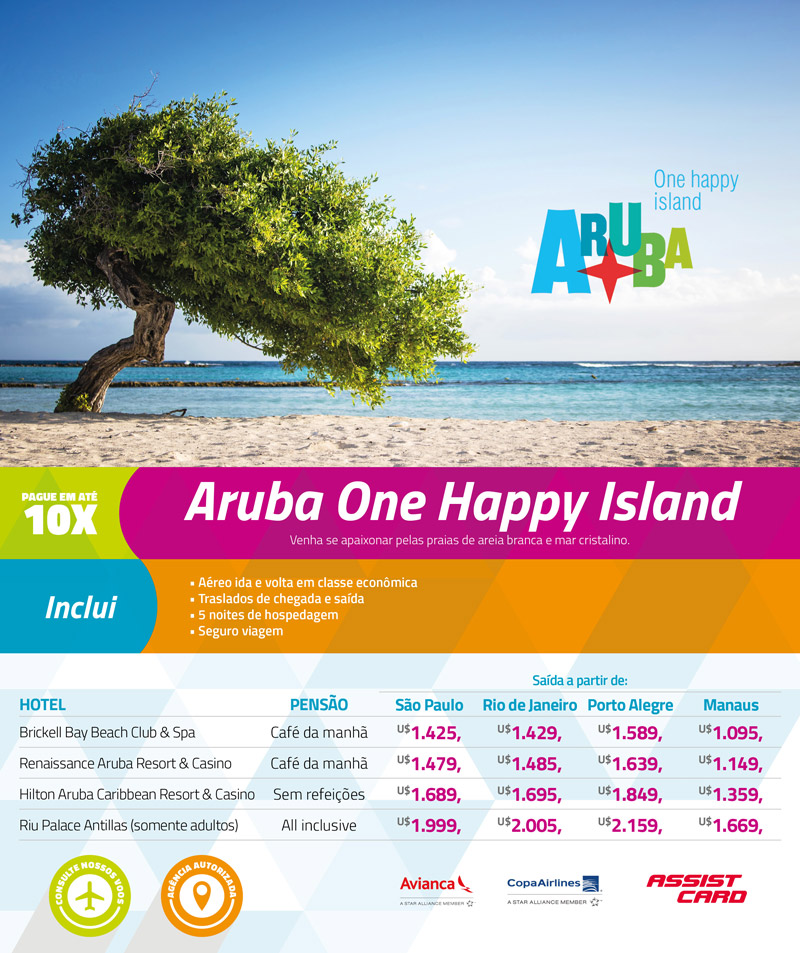 One happy
island
ARUBA
PAGUE EM ATÉ
10X
Aruba One Happy Island
Venha se apaixonar pelas praias de areia branca e mar cristalino.
Inclui
• Aéreo ida e volta em classe econômica
• Traslados de chegada e saída
• 5 noites de hospedagem
• Seguro viagem
Saída a partir de:
HOTEL PENSÃO São Paulo Rio de Janeiro Porto Alegre Manaus
Brickell Bay Beach Club & Spa Café da manhã U$1.425, U$1.429, U$1.589, U$1.095,
Renaissance Aruba Resort & Casino Café da manhã U$1.479, U$1.485, U$1.639, U$1.149,
Hilton Aruba Caribbean Resort & Casino Sem refeições U$1.689, U$1.695, U$1.849, U$1.359,
Riu Palace Antillas (somente adultos) All inclusive U$1.999, U$2.005, U$2.159, U$1.669,
CONSULTE NOSSOS VOOS
AGÊNCIA AUTORIZADA
Avianca
A STAR ALLIANCE MEMBER
CopaAirlines
A STAR ALLIANCE MEMBER
ASSIST
CARD